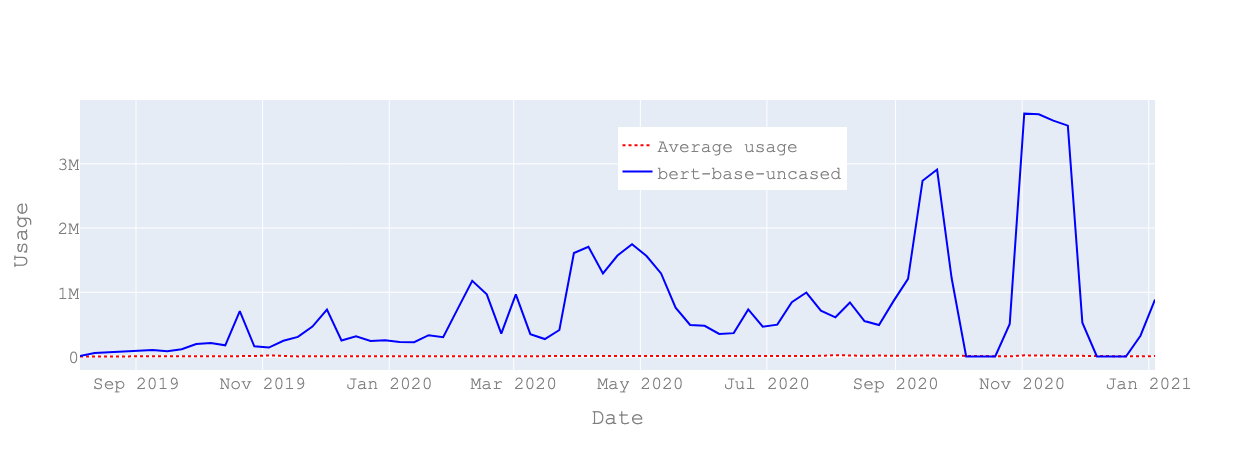 Average usage
bert-base-uncased
3M
2M
1M
0
Usage
Sep 2019
Nov 2019
Jan 2020
Mar 2020
May 2020
Jul 2020
Sep 2020
Nov 2020
Jan 2021
Date